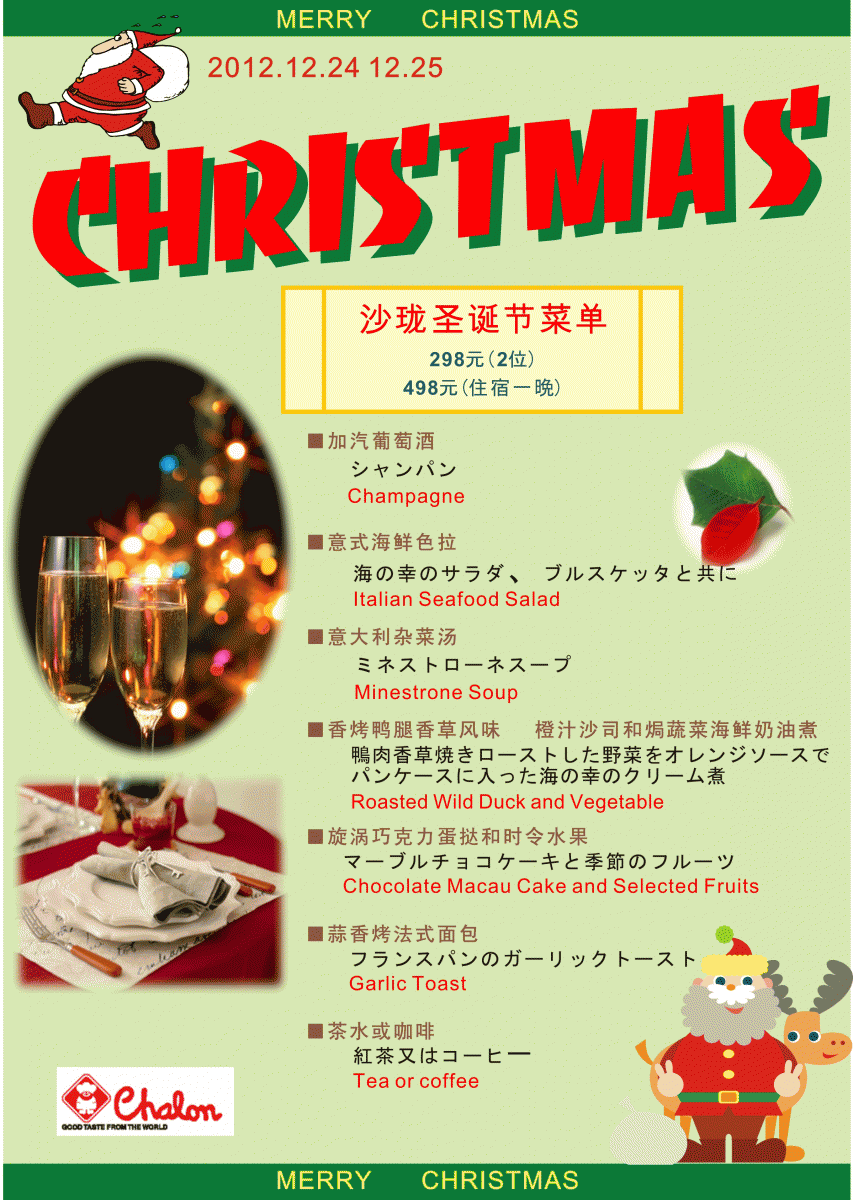 MERRY CHRISTMAS
2012.12.24 12.25
CHRISTMAS
沙珑圣诞节菜单
298元(2位)
498元(住宿一晚)
■加汽葡萄酒
シャンパン
Champagne
■意式海鲜色拉
海の幸のサラダ、 ブルスケッタと共に
Italian Seafood Salad
■意大利杂菜汤
ミネストローネスープ
Minestrone Soup
■香烤鸭腿香草风味 橙汁沙司和焗蔬菜海鲜奶油煮
鴨肉香草焼きローストした野菜をオレンジソースで
パンケースに入った海の幸のクリーム煮
Roasted Wild Duck and Vegetable
■旋涡巧克力蛋挞和时令水果
マーブルチョコケーキと季節のフルーツ
Chocolate Macau Cake and Selected Fruits
■蒜香烤法式面包
フランスパンのガーリックトースト
Garlic Toast
■茶水或咖啡
紅茶又はコーヒー
Tea or coffee
Chalon
GOOD TASTE FROM THE WORLD
MERRY CHRISTMAS